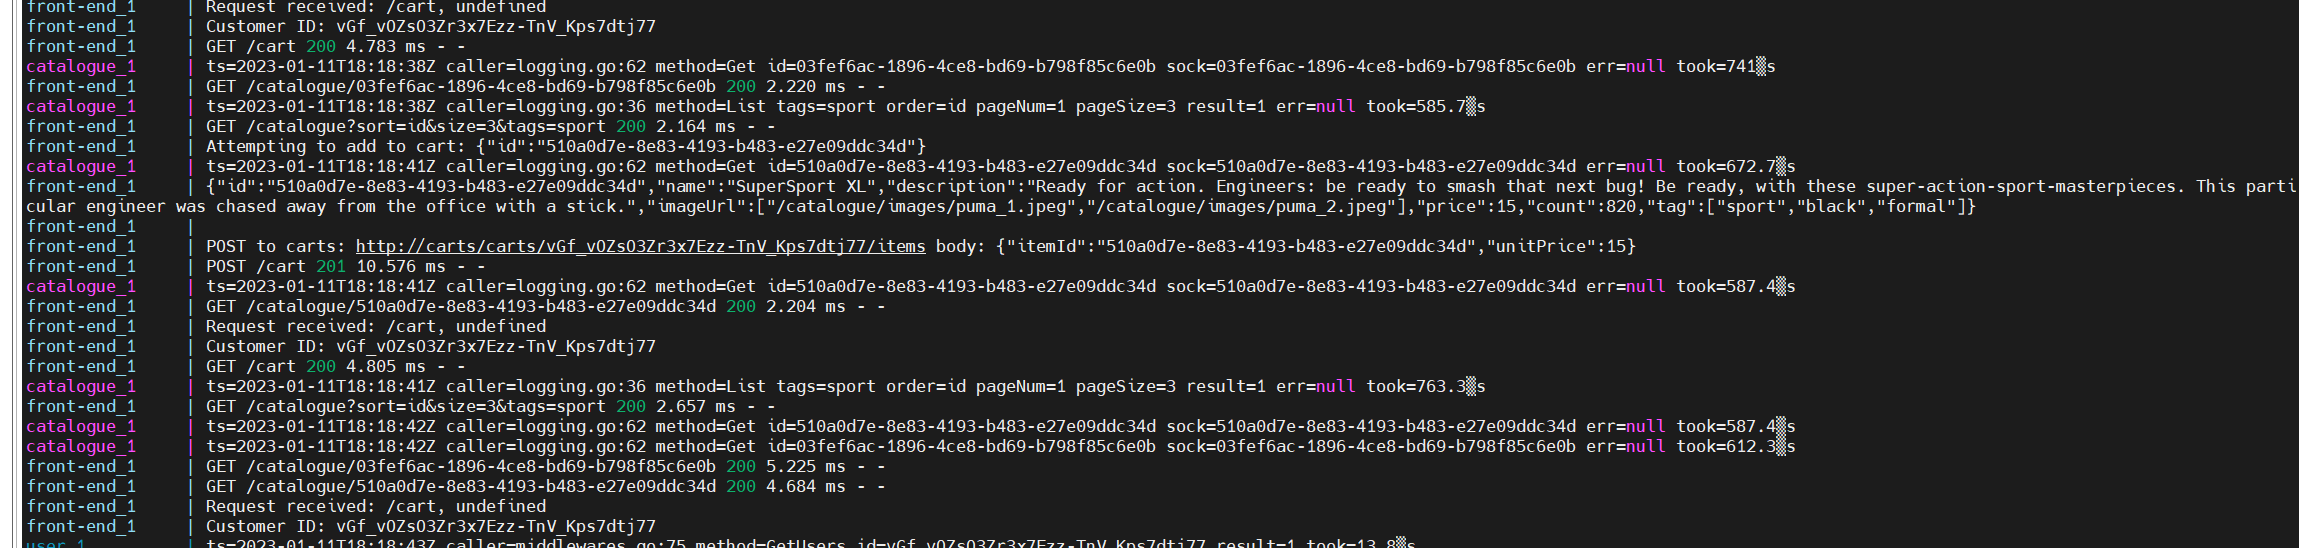 front-end_1     | Request received: /cart, undefined
front-end_1     | Customer ID: vGf_vOZsO3Zr3x7Ezz-TnV_Kps7dtj77
front-end_1     | GET /cart 200 4.783 ms - -
catalogue_1     | ts=2023-01-11T18:18:38Z caller=logging.go:62 method=Get id=03fef6ac-1896-4ce8-bd69-b798f85c6e0b sock=03fef6ac-1896-4ce8-bd69-b798f85c6e0b err=null took=741▒s
front-end_1     | GET /catalogue/03fef6ac-1896-4ce8-bd69-b798f85c6e0b 200 2.220 ms - -
catalogue_1     | ts=2023-01-11T18:18:38Z caller=logging.go:36 method=List tags=sport order=id pageNum=1 pageSize=3 result=1 err=null took=585.7▒s
front-end_1     | GET /catalogue?sort=id&size=3&tags=sport 200 2.164 ms - -
front-end_1     | Attempting to add to cart: {"id":"510a0d7e-8e83-4193-b483-e27e09ddc34d"}
catalogue_1     | ts=2023-01-11T18:18:41Z caller=logging.go:62 method=Get id=510a0d7e-8e83-4193-b483-e27e09ddc34d sock=510a0d7e-8e83-4193-b483-e27e09ddc34d err=null took=672.7▒s
front-end_1     | {"id":"510a0d7e-8e83-4193-b483-e27e09ddc34d","name":"SuperSport XL","description":"Ready for action. Engineers: be ready to smash that next bug! Be ready, with these super-action-sport-masterpieces. This parti
cular engineer was chased away from the office with a stick.","imageUrl":["/catalogue/images/puma_1.jpeg","/catalogue/images/puma_2.jpeg"],"price":15,"count":820,"tag":["sport","black","formal"]}
front-end_1     |
front-end_1     | POST to carts: http://carts/carts/vGf_vOZsO3Zr3x7Ezz-TnV_Kps7dtj77/items body: {"itemId":"510a0d7e-8e83-4193-b483-e27e09ddc34d","unitPrice":15}
front-end_1     | POST /cart 201 10.576 ms - -
catalogue_1     | ts=2023-01-11T18:18:41Z caller=logging.go:62 method=Get id=510a0d7e-8e83-4193-b483-e27e09ddc34d sock=510a0d7e-8e83-4193-b483-e27e09ddc34d err=null took=587.4▒s
front-end_1     | GET /catalogue/510a0d7e-8e83-4193-b483-e27e09ddc34d 200 2.204 ms - -
front-end_1     | Request received: /cart, undefined
front-end_1     | Customer ID: vGf_vOZsO3Zr3x7Ezz-TnV_Kps7dtj77
front-end_1     | GET /cart 200 4.805 ms - -
catalogue_1     | ts=2023-01-11T18:18:41Z caller=logging.go:36 method=List tags=sport order=id pageNum=1 pageSize=3 result=1 err=null took=763.3▒s
front-end_1     | GET /catalogue?sort=id&size=3&tags=sport 200 2.657 ms - -
catalogue_1     | ts=2023-01-11T18:18:42Z caller=logging.go:62 method=Get id=510a0d7e-8e83-4193-b483-e27e09ddc34d sock=510a0d7e-8e83-4193-b483-e27e09ddc34d err=null took=587.4▒s
catalogue_1     | ts=2023-01-11T18:18:42Z caller=logging.go:62 method=Get id=03fef6ac-1896-4ce8-bd69-b798f85c6e0b sock=03fef6ac-1896-4ce8-bd69-b798f85c6e0b err=null took=612.3▒s
front-end_1     | GET /catalogue/03fef6ac-1896-4ce8-bd69-b798f85c6e0b 200 5.225 ms - -
front-end_1     | GET /catalogue/510a0d7e-8e83-4193-b483-e27e09ddc34d 200 4.684 ms - -
front-end_1     | Request received: /cart, undefined
front-end_1     | Customer ID: vGf_vOZsO3Zr3x7Ezz-TnV_Kps7dtj77
user_1          | ts=2023-01-11T18:18:43Z caller=middlewares.go:75 method=GetUsers id=vGf_vOZsO3Zr3x7Ezz-TnV_Kps7dtj77 result=1 took=13.8▒s